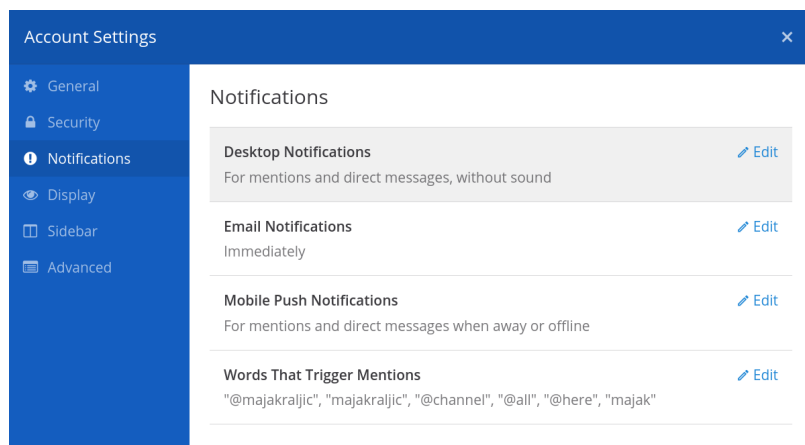 Account Settings
×
General
Security
Notifications
Display
Sidebar
Advanced
Notifications
Desktop Notifications
Edit
For mentions and direct messages, without sound
Email Notifications
Edit
Immediately
Mobile Push Notifications
Edit
For mentions and direct messages when away or offline
Words That Trigger Mentions
Edit
"@majakraljic", "majakraljic", "@channel", "@all", "@here", "majak"